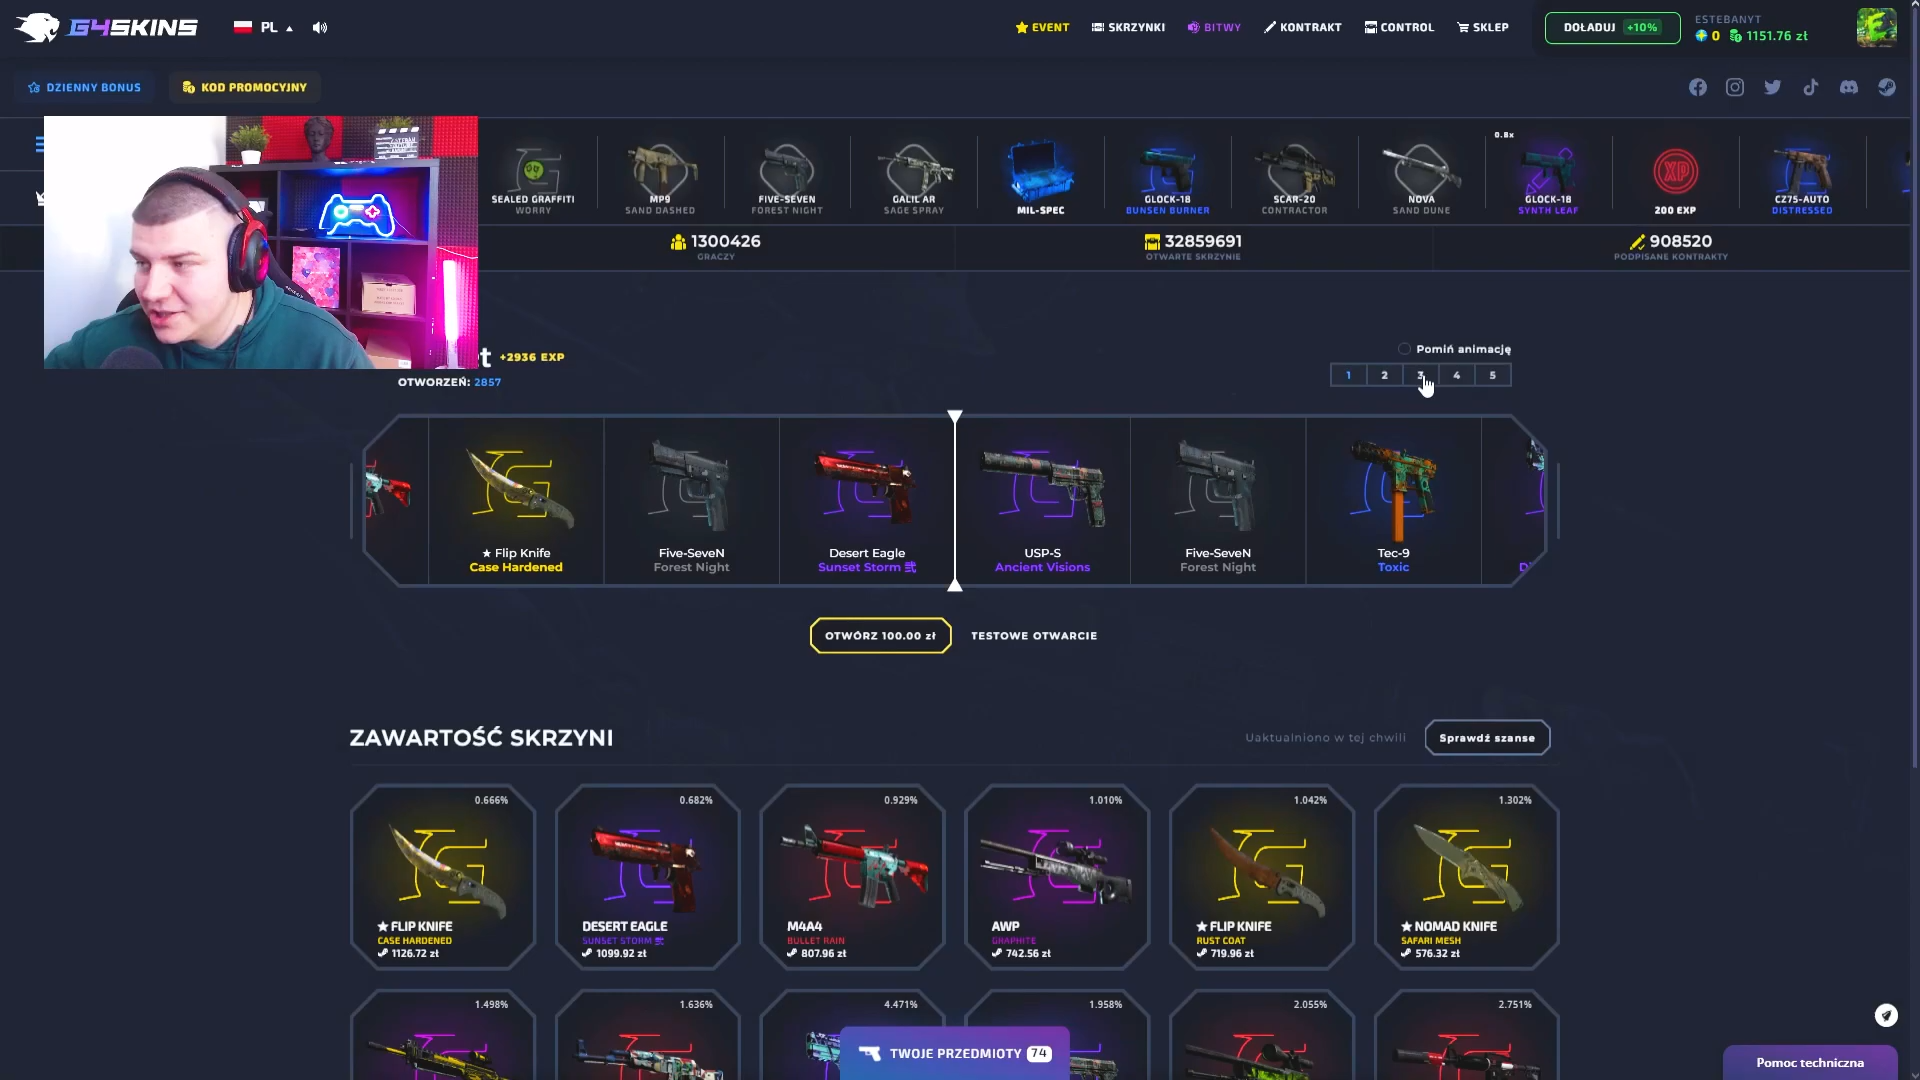 G4SKINS
PL
EVENT
SKRZYNKI
BITWY
KONTRAKT
CONTROL
SKLEP
DOŁADUJ +10%
ESTEBANYT
0 1151.76 zł
DZIENNY BONUS
KOD PROMOCYJNY
SEALED GRAFFITI
WORRY
MP9
SAND DASHED
FIVE-SEVEN
FOREST NIGHT
GALIL AR
SAGE SPRAY
MIL-SPEC
GLOCK-18
BUNSEN BURNER
SCAR-20
CONTRACTOR
NOVA
SAND DUNE
0.8x
GLOCK-18
SYNTH LEAF
XP
200 EXP
CZ75-AUTO
DISTRESSED
1300426
GRACZY
32859691
OTWARTE SKRZYNIE
908520
PODPISANE KONTRAKTY
t +2936 EXP
OTWORZEŃ: 2857
Pomiń animację
1 2 3 4 5
★ Flip Knife
Case Hardened
Five-SeveN
Forest Night
Desert Eagle
Sunset Storm 弐
USP-S
Ancient Visions
Five-SeveN
Forest Night
Tec-9
Toxic
OTWÓRZ 100.00 zł
TESTOWE OTWARCIE
ZAWARTOŚĆ SKRZYNI
Uaktualniono w tej chwili
Sprawdź szanse
0.666%
★ FLIP KNIFE
CASE HARDENED
1126.72 zł
0.682%
DESERT EAGLE
SUNSET STORM 弐
1099.92 zł
0.929%
M4A4
BULLET RAIN
807.96 zł
1.010%
AWP
GRAPHITE
742.56 zł
1.042%
★ FLIP KNIFE
RUST COAT
719.96 zł
1.302%
★ NOMAD KNIFE
SAFARI MESH
576.32 zł
1.498%
1.636%
4.471%
1.958%
2.055%
2.751%
TWOJE PRZEDMIOTY 74
Pomoc techniczna